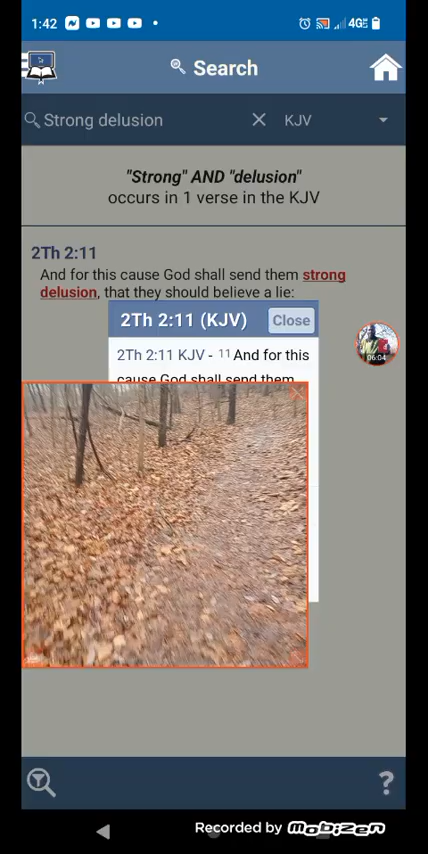 1:42
4G
Search
Strong delusion
KJV
"Strong" AND "delusion"
occurs in 1 verse in the KJV
2Th 2:11
And for this cause God shall send them strong
delusion, that they should believe a lie:
2Th 2:11 (KJV)
Close
2Th 2:11 KJV - 11 And for this
cause God shall send them
06:04
?
Recorded by Mobizen